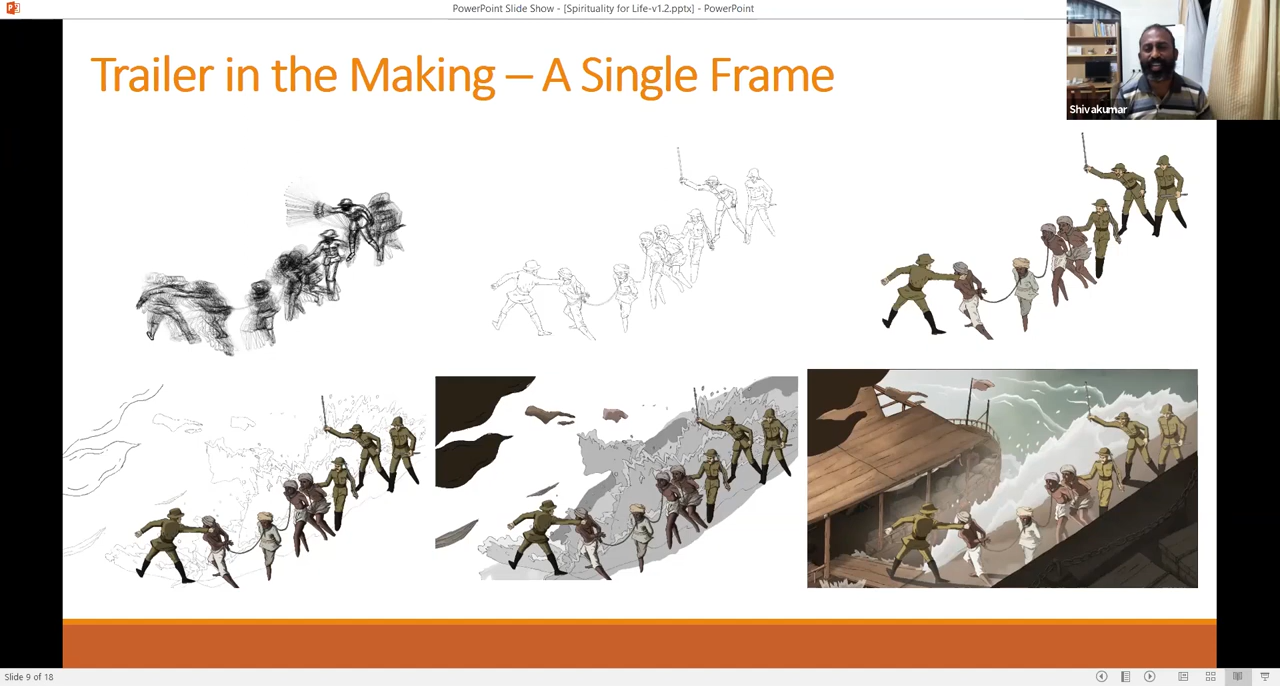 PowerPoint Slide Show - [Spirituality for Life-v1.2.pptx] - PowerPoint
Trailer in the Making – A Single Frame
Shivakumar
Slide 9 of 18